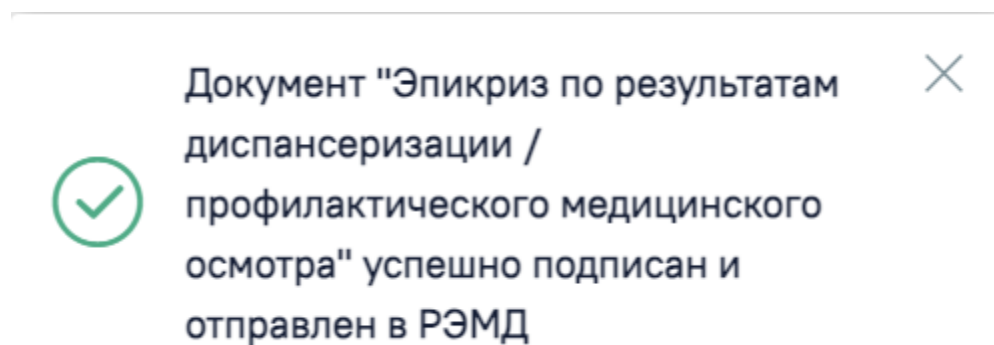 Документ "Эпикриз по результатам
диспансеризации /
профилактического медицинского
осмотра" успешно подписан и
отправлен в РЭМД